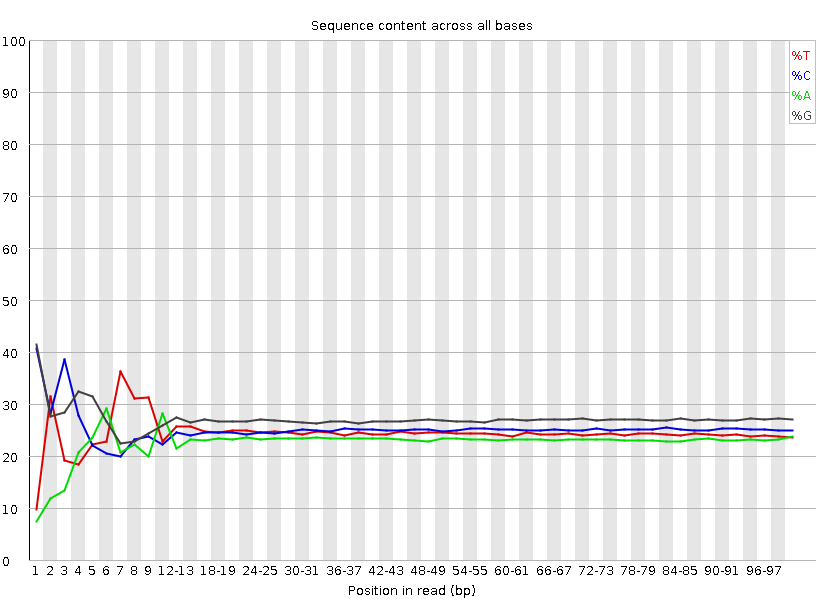 Sequence content across all bases
100
90
80
70
60
50
40
30
20
10
0
%T
%C
%A
%G
1 2 3 4 5 6 7 8 9 12-13 18-19 24-25 30-31 36-37 42-43 48-49 54-55 60-61 66-67 72-73 78-79 84-85 90-91 96-97
Position in read (bp)